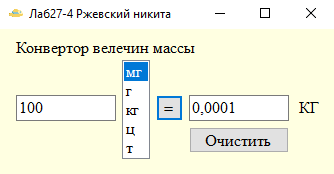 Лаб27-4 Ржевский никита
Конвертор велечин массы
мг
г
100 кг = 0,0001 КГ
ц
т Очистить